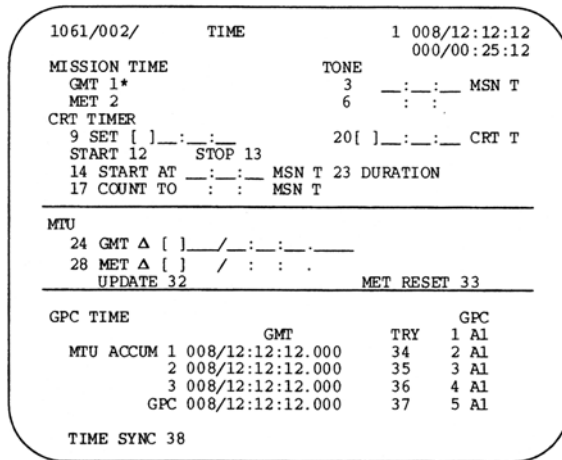 1061/002/ TIME 1 008/12:12:12
000/00:25:12
MISSION TIME TONE
GMT 1* 3 __:__:__ MSN T
MET 2 6 : :
CRT TIMER
9 SET [ ]__:__:__ 20[ ]__:__:__ CRT T
START 12 STOP 13
14 START AT __:__:__ MSN T 23 DURATION
17 COUNT TO : : MSN T
MTU
24 GMT Δ [ ]___/__:__:__.____
28 MET Δ [ ] / : : .
UPDATE 32 MET RESET 33
GPC TIME GPC
GMT TRY 1 A1
MTU ACCUM 1 008/12:12:12.000 34 2 A1
2 008/12:12:12.000 35 3 A1
3 008/12:12:12.000 36 4 A1
GPC 008/12:12:12.000 37 5 A1
TIME SYNC 38